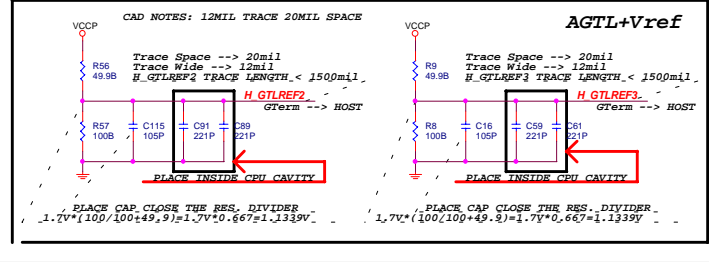 CAD NOTES: 12MIL TRACE 20MIL SPACE
AGTL+Vref
VCCP
R56
49.9B
Trace Space --> 20mil
Trace Wide --> 12mil
H_GTLREF2 TRACE LENGTH < 1500mil
H_GTLREF2
GTerm --> HOST
R57
100B
C115
105P
C91
221P
C89
221P
PLACE INSIDE CPU CAVITY
PLACE CAP CLOSE THE RES. DIVIDER
1.7V*(100/100+49.9)=1.7V*0.667=1.1339V
VCCP
R9
49.9B
Trace Space --> 20mil
Trace Wide --> 12mil
H_GTLREF3 TRACE LENGTH < 1500mil
H_GTLREF3
GTerm --> HOST
R8
100B
C16
105P
C59
221P
C61
221P
PLACE INSIDE CPU CAVITY
PLACE CAP CLOSE THE RES. DIVIDER
1.7V*(100/100+49.9)=1.7V*0.667=1.1339V